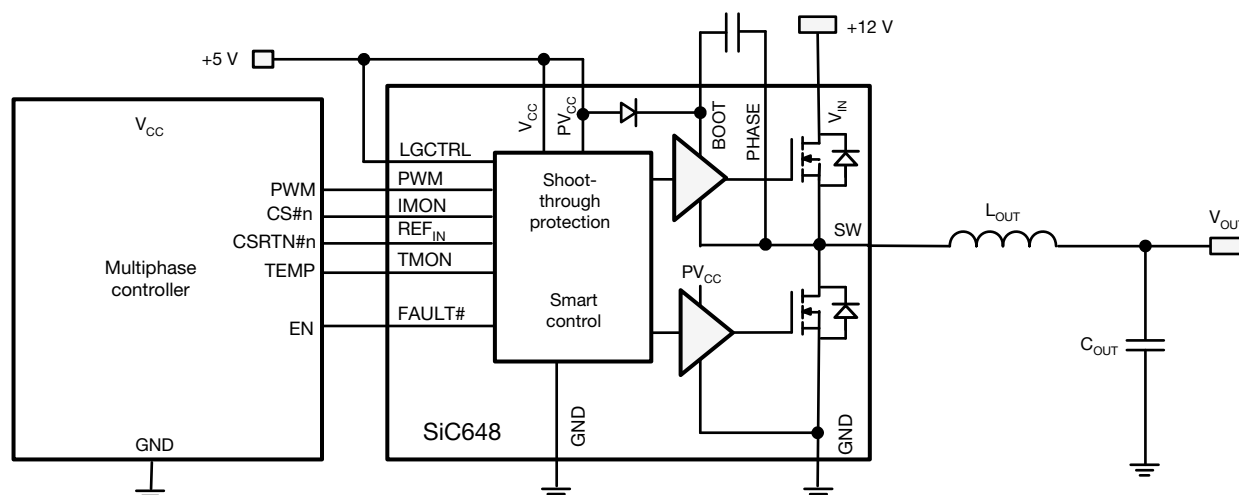 +5 V
+12 V
V_CC
Multiphase
controller
PWM
CS#n
CSRTN#n
TEMP
EN
GND
LGCTRL
PWM
IMON
REF_IN
TMON
FAULT#
V_CC
PV_CC
Shoot-
through
protection
Smart
control
GND
SiC648
BOOT
PHASE
V_IN
SW
PV_CC
GND
L_OUT
V_OUT
C_OUT